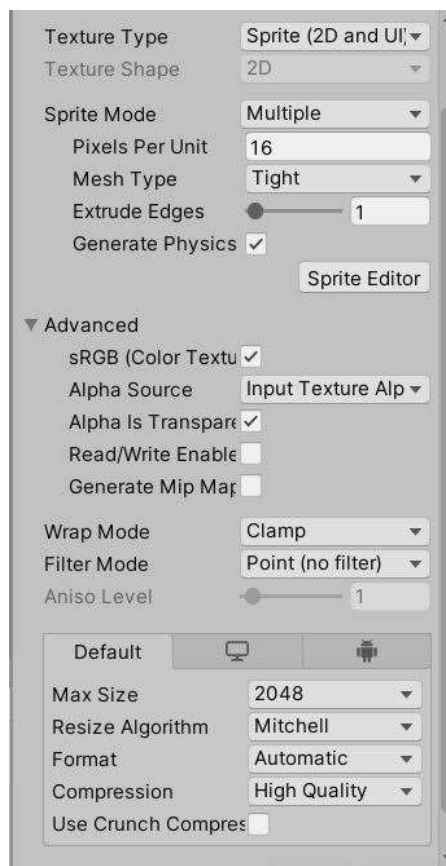 Texture Type Sprite (2D and UI)
Texture Shape 2D
Sprite Mode Multiple
Pixels Per Unit 16
Mesh Type Tight
Extrude Edges 1
Generate Physics
Sprite Editor
Advanced
sRGB (Color Textu
Alpha Source Input Texture Alp
Alpha Is Transpare
Read/Write Enable
Generate Mip Map
Wrap Mode Clamp
Filter Mode Point (no filter)
Aniso Level 1
Default
Max Size 2048
Resize Algorithm Mitchell
Format Automatic
Compression High Quality
Use Crunch Compres